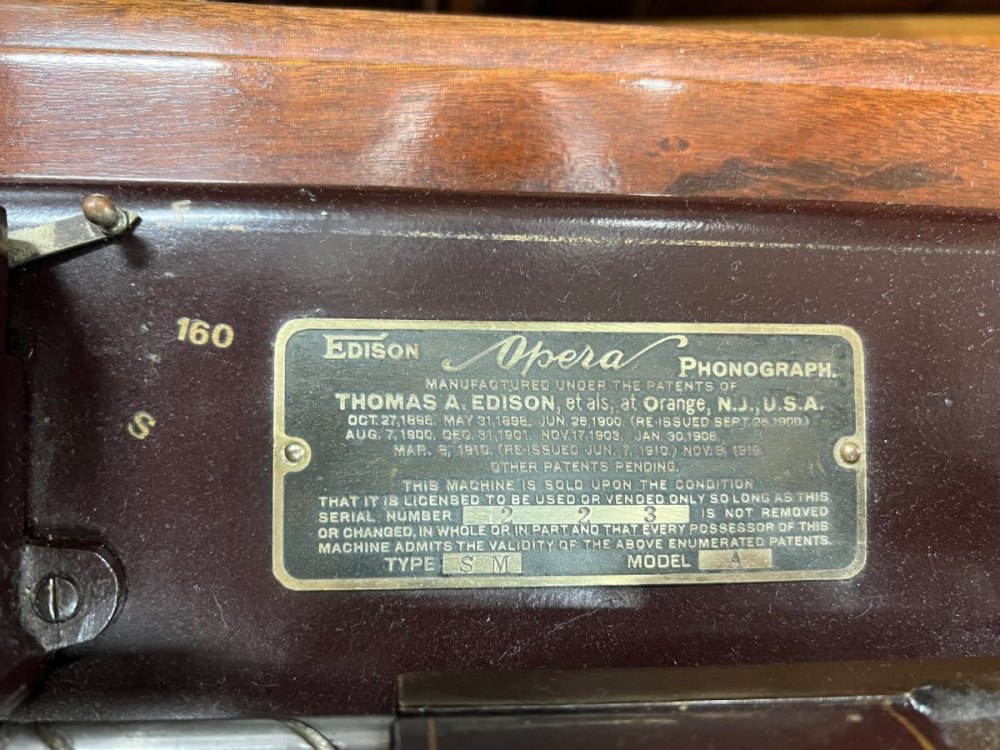 F
160
S
EDISON Opera PHONOGRAPH.
MANUFACTURED UNDER THE PATENTS OF
THOMAS A. EDISON, et als, at Orange, N.J., U.S.A.
OCT. 27, 1896. MAY 31, 1898. JUN. 26, 1900. (RE-ISSUED SEPT. 25, 1900.)
AUG. 7, 1900. DEC. 31, 1901. NOV. 17, 1903. JAN. 30, 1906.
MAR. 8, 1910. (RE-ISSUED JUN. 7, 1910.) NOV. 8, 1910.
OTHER PATENTS PENDING.
THIS MACHINE IS SOLD UPON THE CONDITION
THAT IT IS LICENSED TO BE USED OR VENDED ONLY SO LONG AS THIS
SERIAL NUMBER 2 2 3 IS NOT REMOVED
OR CHANGED, IN WHOLE OR IN PART AND THAT EVERY POSSESSOR OF THIS
MACHINE ADMITS THE VALIDITY OF THE ABOVE ENUMERATED PATENTS.
TYPE S M MODEL A